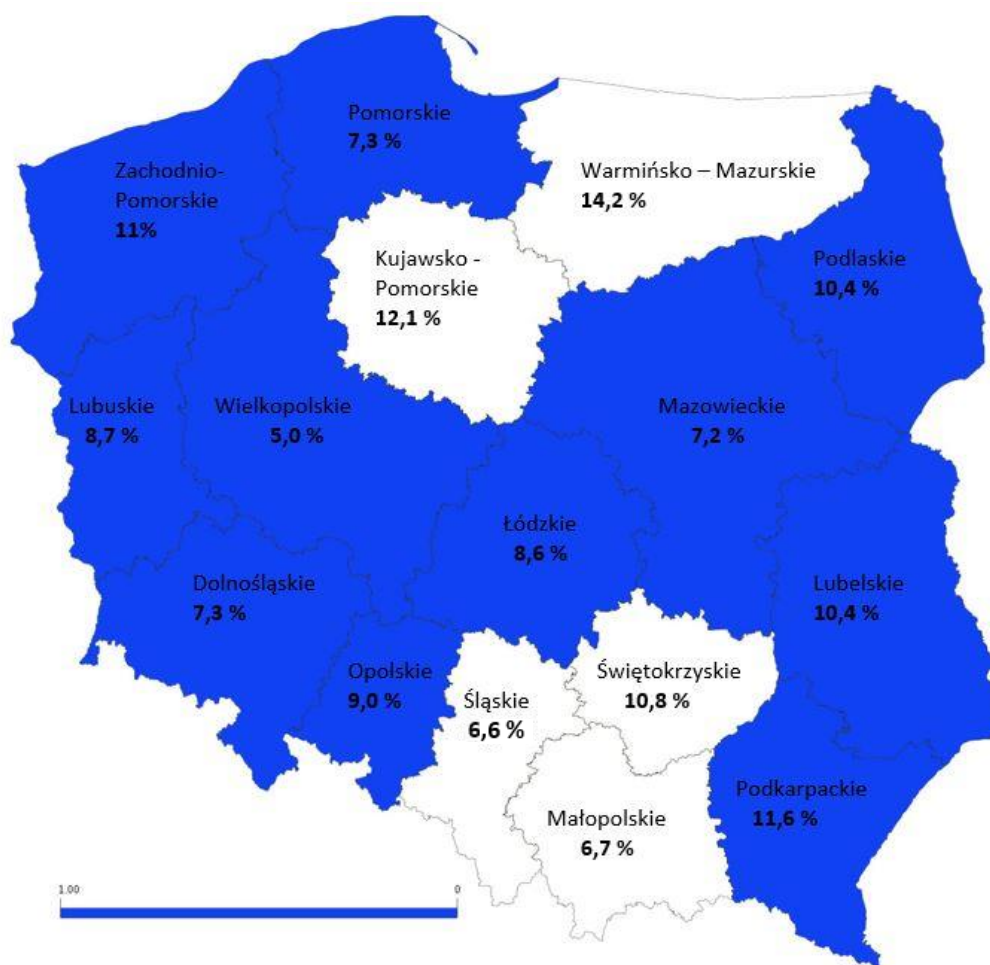 Pomorskie
7,3 %
Zachodnio-
Pomorskie
11%
Warmińsko – Mazurskie
14,2 %
Kujawsko -
Pomorskie
12,1 %
Podlaskie
10,4 %
Lubuskie
8,7 %
Wielkopolskie
5,0 %
Mazowieckie
7,2 %
Łódzkie
8,6 %
Dolnośląskie
7,3 %
Lubelskie
10,4 %
Opolskie
9,0 %
Śląskie
6,6 %
Świętokrzyskie
10,8 %
Małopolskie
6,7 %
Podkarpackie
11,6 %
1.00 0